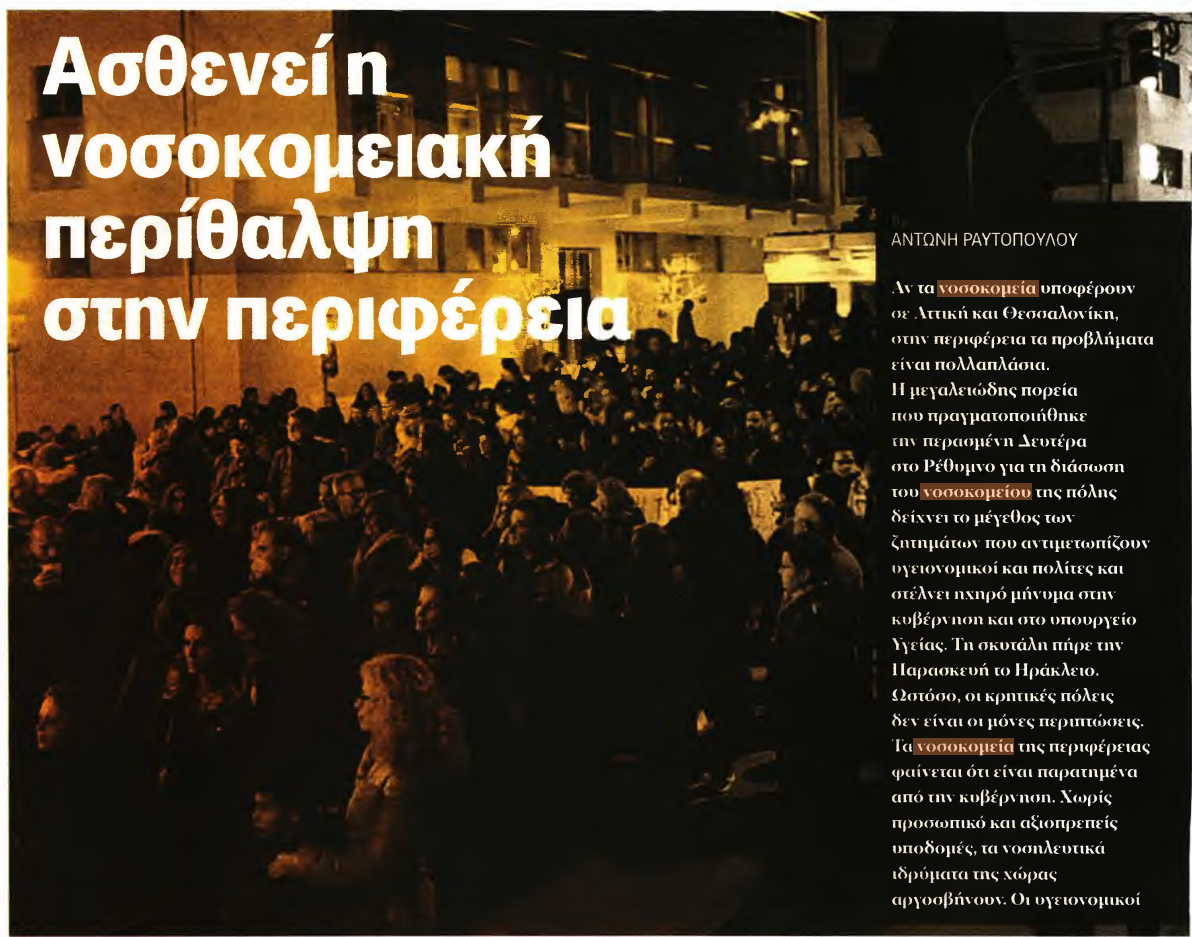 Ασθενεί η
νοσοκομειακή
περίθαλψη
στην περιφέρεια
ΑΝΤΩΝΗ ΡΑΥΤΟΠΟΥΛΟΥ
Αν τα νοσοκομεία υποφέρουν
σε Αττική και Θεσσαλονίκη,
στην περιφέρεια τα προβλήματα
είναι πολλαπλάσια.
Η μεγαλειώδης πορεία
που πραγματοποιήθηκε
την περασμένη Δευτέρα
στο Ρέθυμνο για τη διάσωση
του νοσοκομείου της πόλης
δείχνει το μέγεθος των
ζητημάτων που αντιμετωπίζουν
υγειονομικοί και πολίτες και
στέλνει ηχηρό μήνυμα στην
κυβέρνηση και στο υπουργείο
Υγείας. Τη σκυτάλη πήρε την
Παρασκευή το Ηράκλειο.
Ωστόσο, οι κρητικές πόλεις
δεν είναι οι μόνες περιπτώσεις.
Τα νοσοκομεία της περιφέρειας
φαίνεται ότι είναι παρατημένα
από την κυβέρνηση. Χωρίς
προσωπικό και αξιοπρεπείς
υποδομές, τα νοσηλευτικά
ιδρύματα της χώρας
αργοσβήνουν. Οι υγειονομικοί